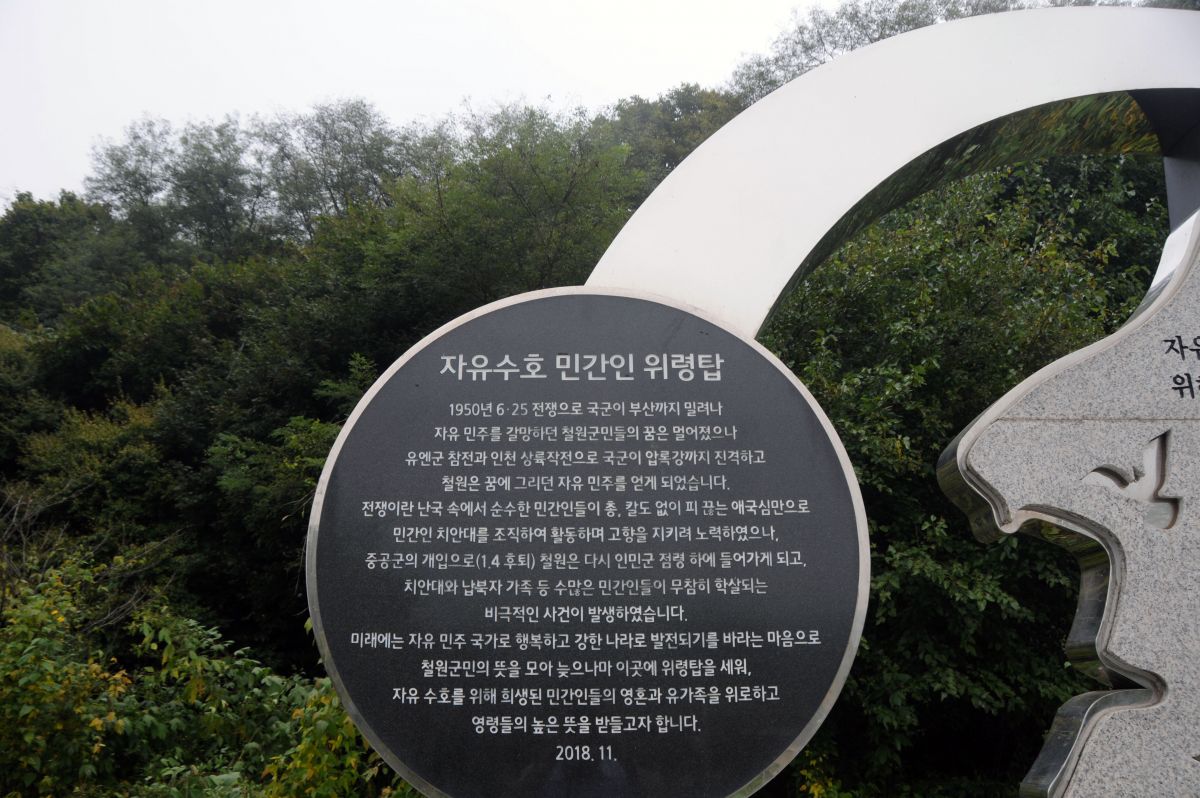 자유수호 민간인 위령탑
1950년 6·25 전쟁으로 국군이 부산까지 밀려나
자유 민주를 갈망하던 철원군민들의 꿈은 멀어졌으나
유엔군 참전과 인천 상륙작전으로 국군이 압록강까지 진격하고
철원은 꿈에 그리던 자유 민주를 얻게 되었습니다.
전쟁이란 난국 속에서 순수한 민간인들이 총, 칼도 없이 피 끓는 애국심만으로
민간인 치안대를 조직하여 활동하며 고향을 지키려 노력하였으나,
중공군의 개입으로(1.4 후퇴) 철원은 다시 인민군 점령 하에 들어가게 되고,
치안대와 납북자 가족 등 수많은 민간인들이 무참히 학살되는
비극적인 사건이 발생하였습니다.
미래에는 자유 민주 국가로 행복하고 강한 나라로 발전되기를 바라는 마음으로
철원군민의 뜻을 모아 늦으나마 이곳에 위령탑을 세워,
자유 수호를 위해 희생된 민간인들의 영혼과 유가족을 위로하고
영령들의 높은 뜻을 받들고자 합니다.
2018. 11.